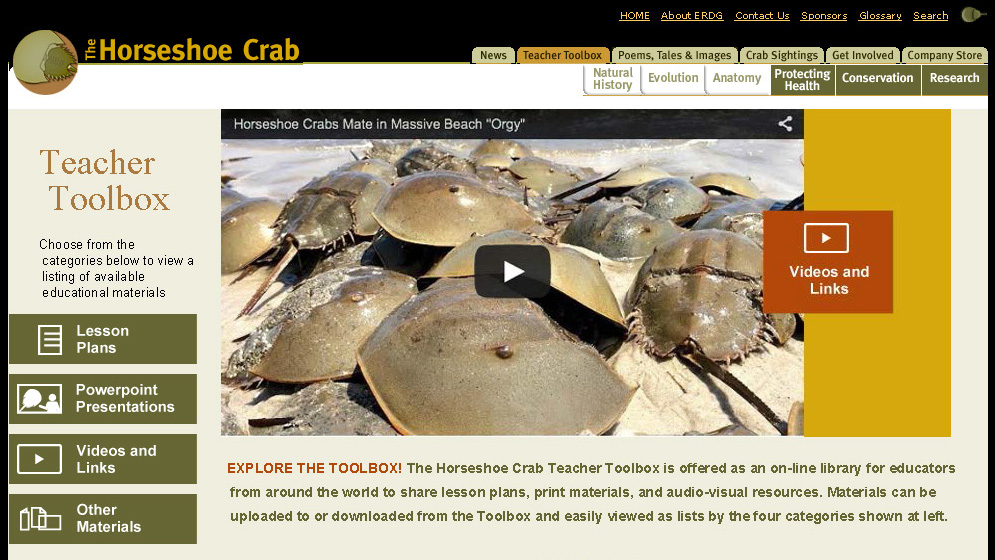 HOME About ERDG Contact Us Sponsors Glossary Search
The Horseshoe Crab
News Teacher Toolbox Poems, Tales & Images Crab Sightings Get Involved Company Store
Natural History Evolution Anatomy Protecting Health Conservation Research
Teacher
Toolbox
Choose from the
categories below to view a
listing of available
educational materials
Lesson
Plans
Powerpoint
Presentations
Videos and
Links
Other
Materials
Horseshoe Crabs Mate in Massive Beach "Orgy"
Videos and
Links
EXPLORE THE TOOLBOX! The Horseshoe Crab Teacher Toolbox is offered as an on-line library for educators
from around the world to share lesson plans, print materials, and audio-visual resources. Materials can be
uploaded to or downloaded from the Toolbox and easily viewed as lists by the four categories shown at left.